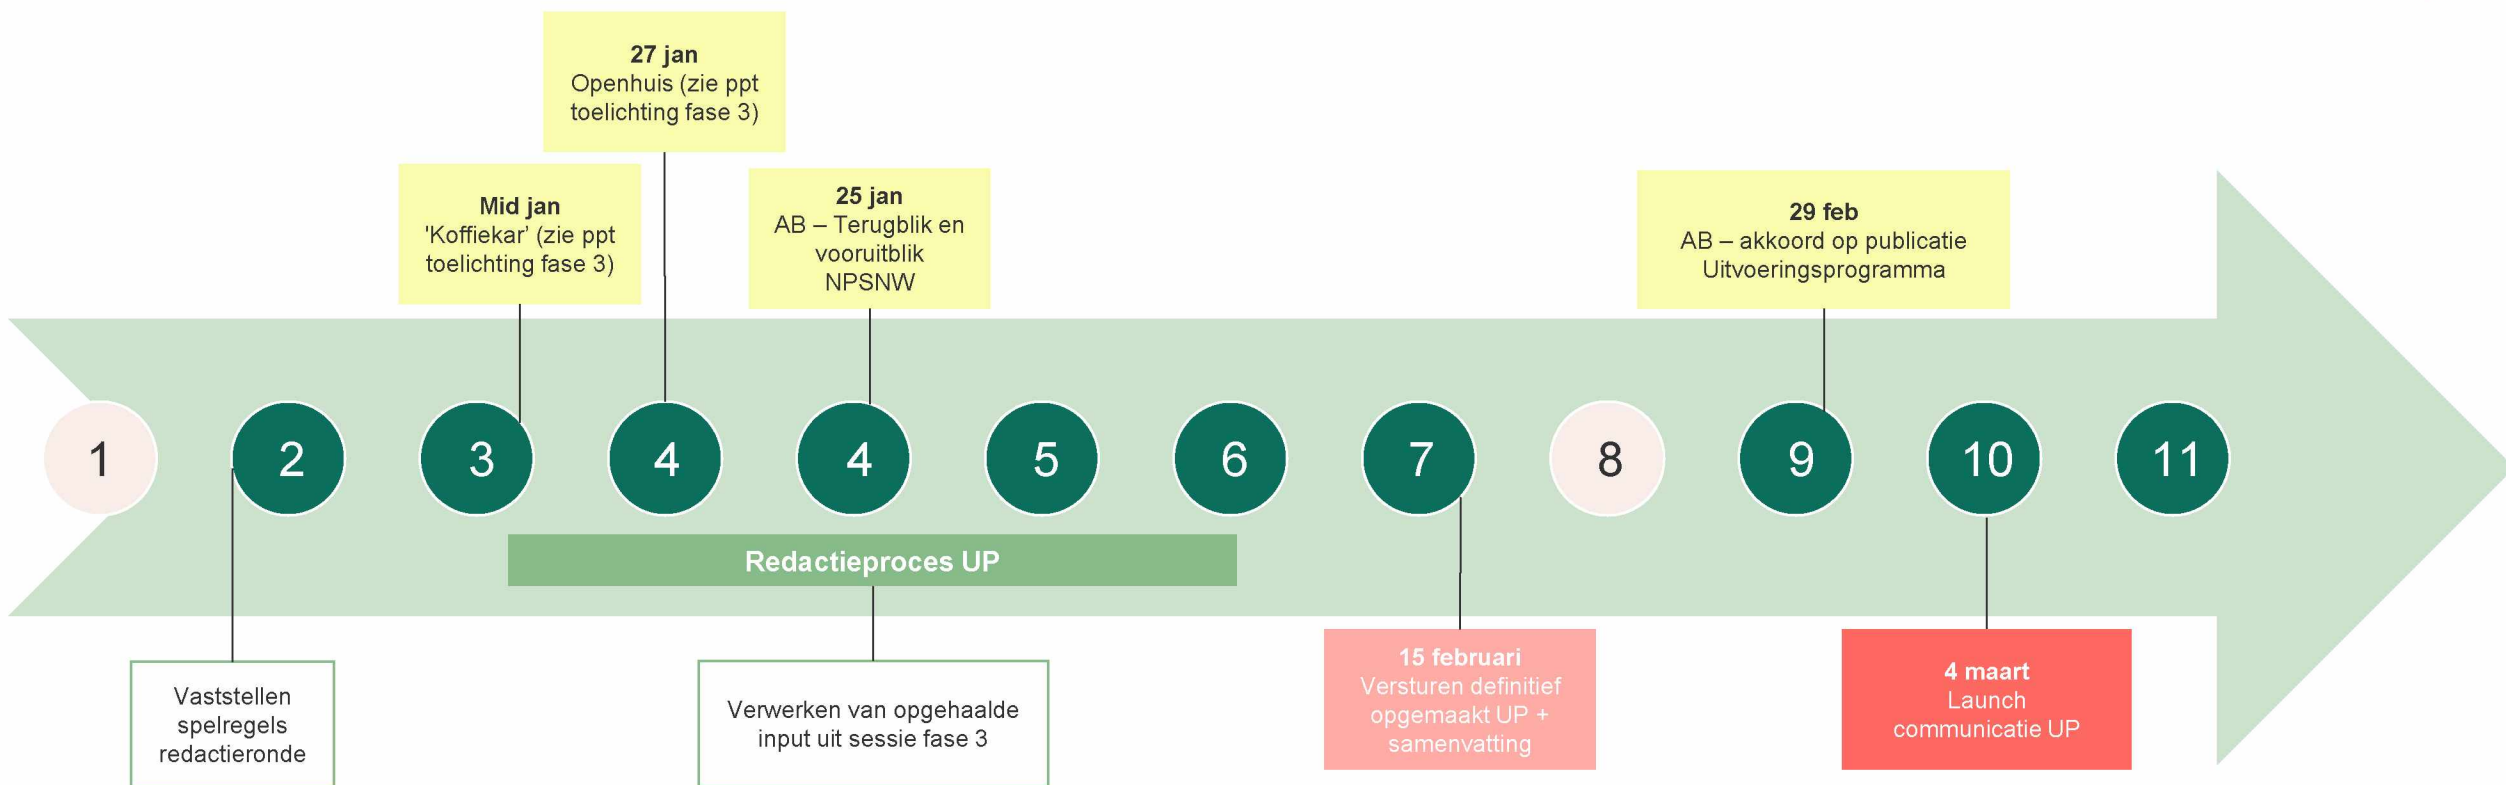 27 jan
Openhuis (zie ppt
toelichting fase 3)
Mid jan
'Koffiekar’ (zie ppt
toelichting fase 3)
25 jan
AB – Terugblik en
vooruitblik
NPSNW
29 feb
AB – akkoord op publicatie
Uitvoeringsprogramma
1
2
3
4
4
5
6
7
8
9
10
11
Redactieproces UP
Vaststellen
spelregels
redactieronde
Verwerken van opgehaalde
input uit sessie fase 3
15 februari
Versturen definitief
opgemaakt UP +
samenvatting
4 maart
Launch
communicatie UP